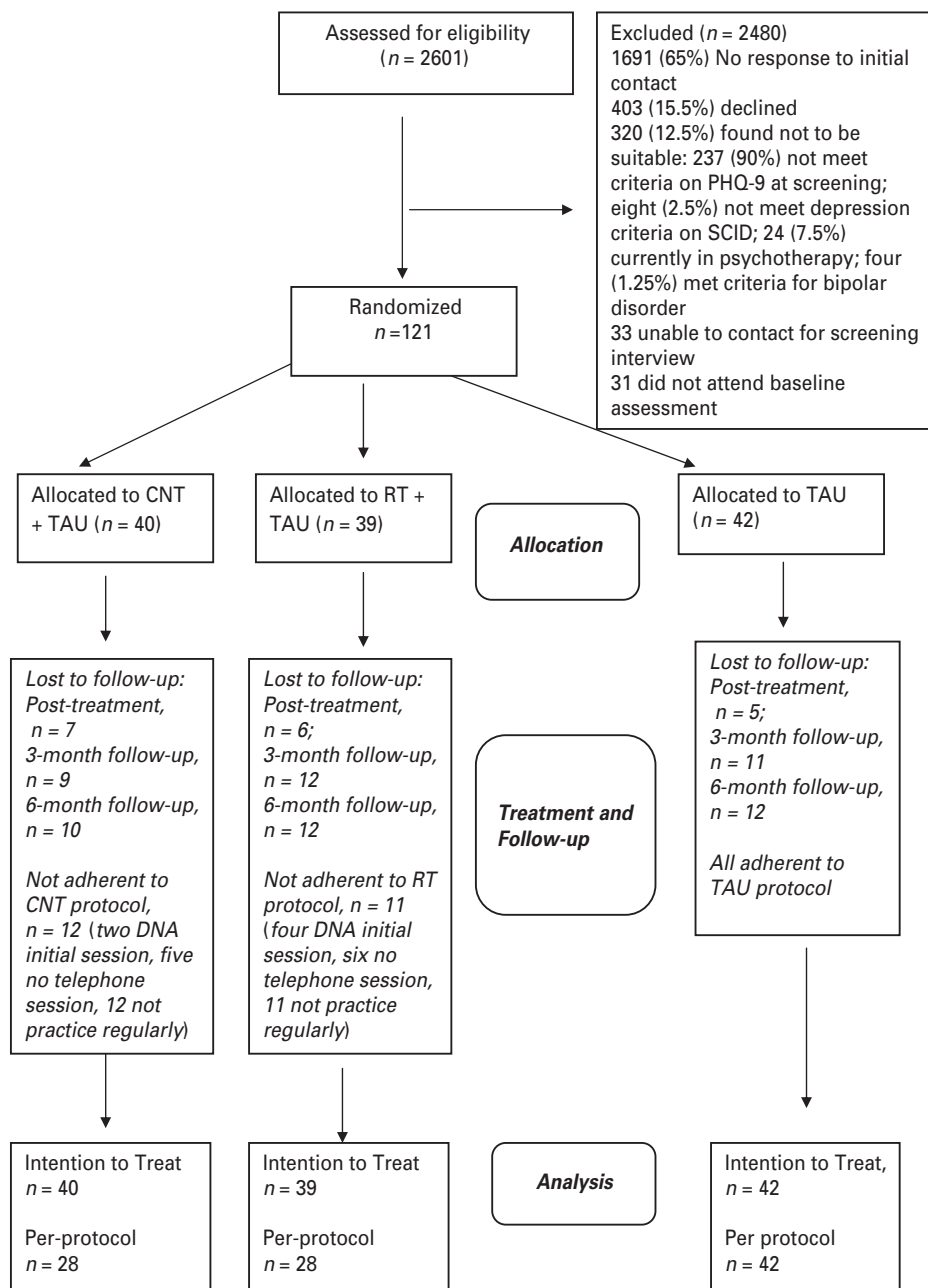 Assessed for eligibility
(n = 2601)
Excluded (n = 2480)
1691 (65%) No response to initial
contact
403 (15.5%) declined
320 (12.5%) found not to be
suitable: 237 (90%) not meet
criteria on PHQ-9 at screening;
eight (2.5%) not meet depression
criteria on SCID; 24 (7.5%)
currently in psychotherapy; four
(1.25%) met criteria for bipolar
disorder
33 unable to contact for screening
interview
31 did not attend baseline
assessment
Randomized
n =121
Allocated to CNT
+ TAU (n = 40)
Allocated to RT +
TAU (n = 39)
Allocation
Allocated to TAU
(n = 42)
Lost to follow-up:
Post-treatment,
n = 7
3-month follow-up,
n = 9
6-month follow-up,
n = 10
Not adherent to
CNT protocol,
n = 12 (two DNA
initial session, five
no telephone
session, 12 not
practice regularly)
Lost to follow-up:
Post-treatment,
n = 6;
3-month follow-up,
n = 12
6-month follow-up,
n = 12
Not adherent to RT
protocol, n = 11
(four DNA initial
session, six no
telephone session,
11 not practice
regularly)
Treatment and
Follow-up
Lost to follow-up:
Post-treatment,
n = 5;
3-month follow-up,
n = 11
6-month follow-up,
n = 12
All adherent to
TAU protocol
Intention to Treat
n = 40
Per-protocol
n = 28
Intention to Treat
n = 39
Per-protocol
n = 28
Analysis
Intention to Treat,
n = 42
Per protocol
n = 42